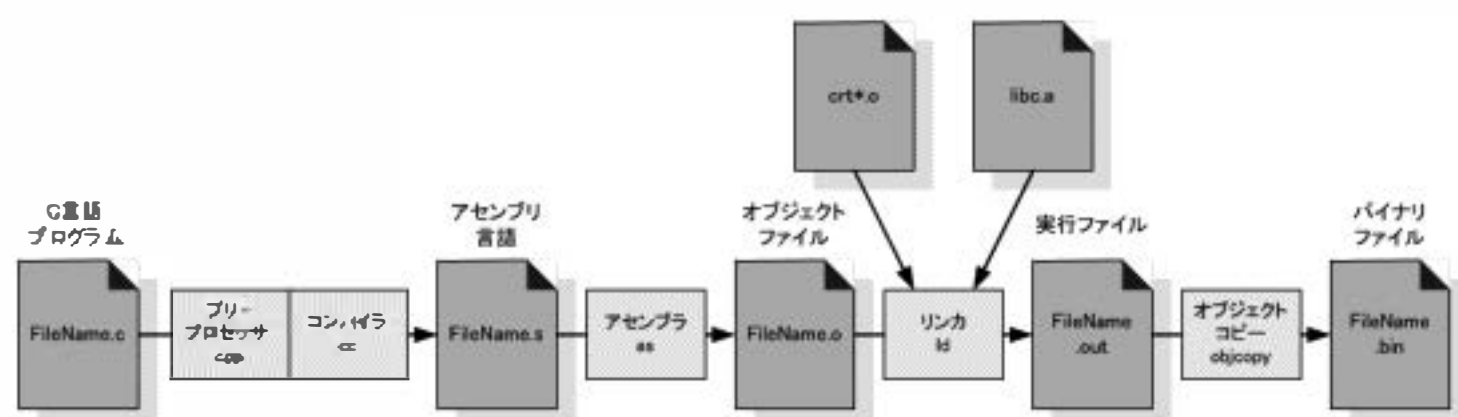 crt*.o
libc.a
C言語
プログラム
アセンブリ
言語
オブジェクト
ファイル
実行ファイル
バイナリ
ファイル
FileName.c
プリ-
プロセッサ
cpp
コンパイラ
cc
FileName.s
アセンブラ
as
FileName.o
リンカ
ld
FileName
.out
オブジェクト
コピー
objcopy
FileName
.bin